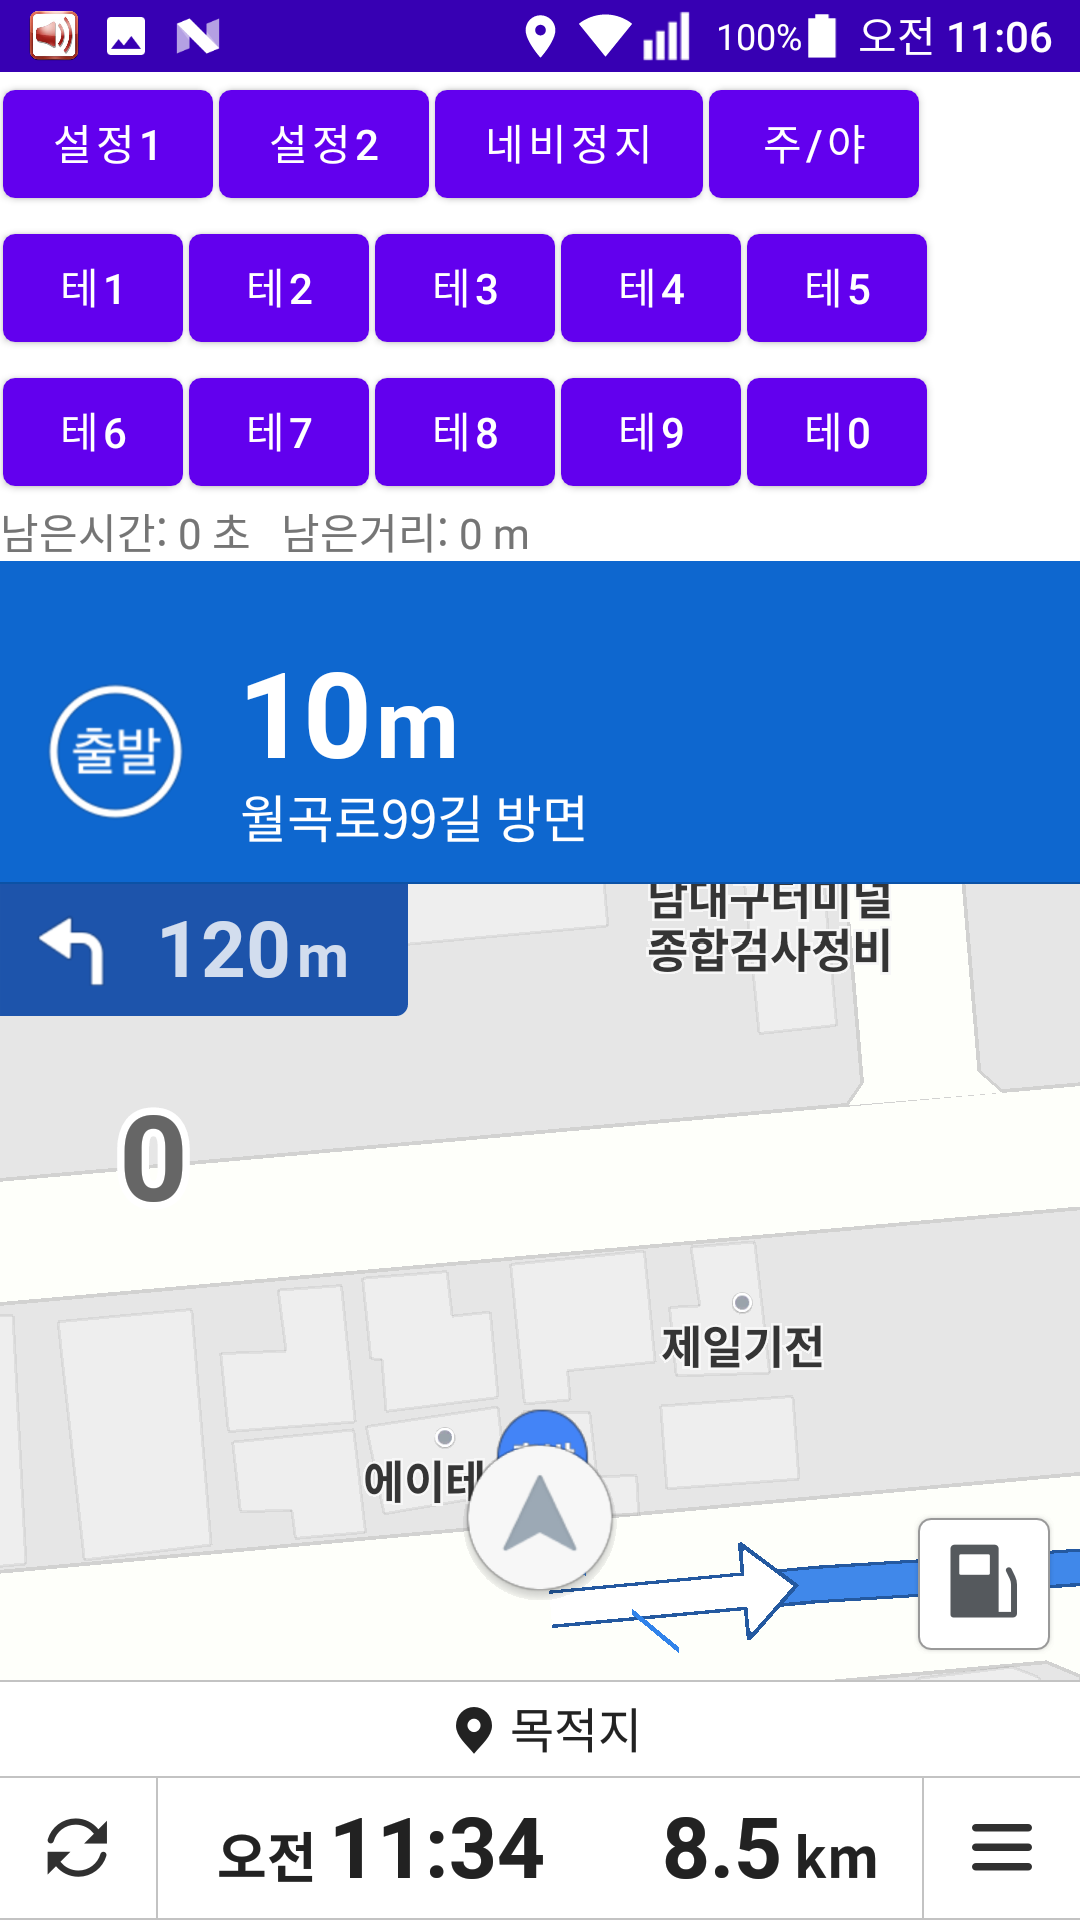 100% 오전 11:06
설정1 설정2 네비정지 주/야
테1 테2 테3 테4 테5
테6 테7 테8 테9 테0
남은시간: 0 초 남은거리: 0 m
출발
10m
월곡로99길 방면
120m
남대구터미널
종합검사정비
0
제일기전
에이테
목적지
오전 11:34 8.5 km